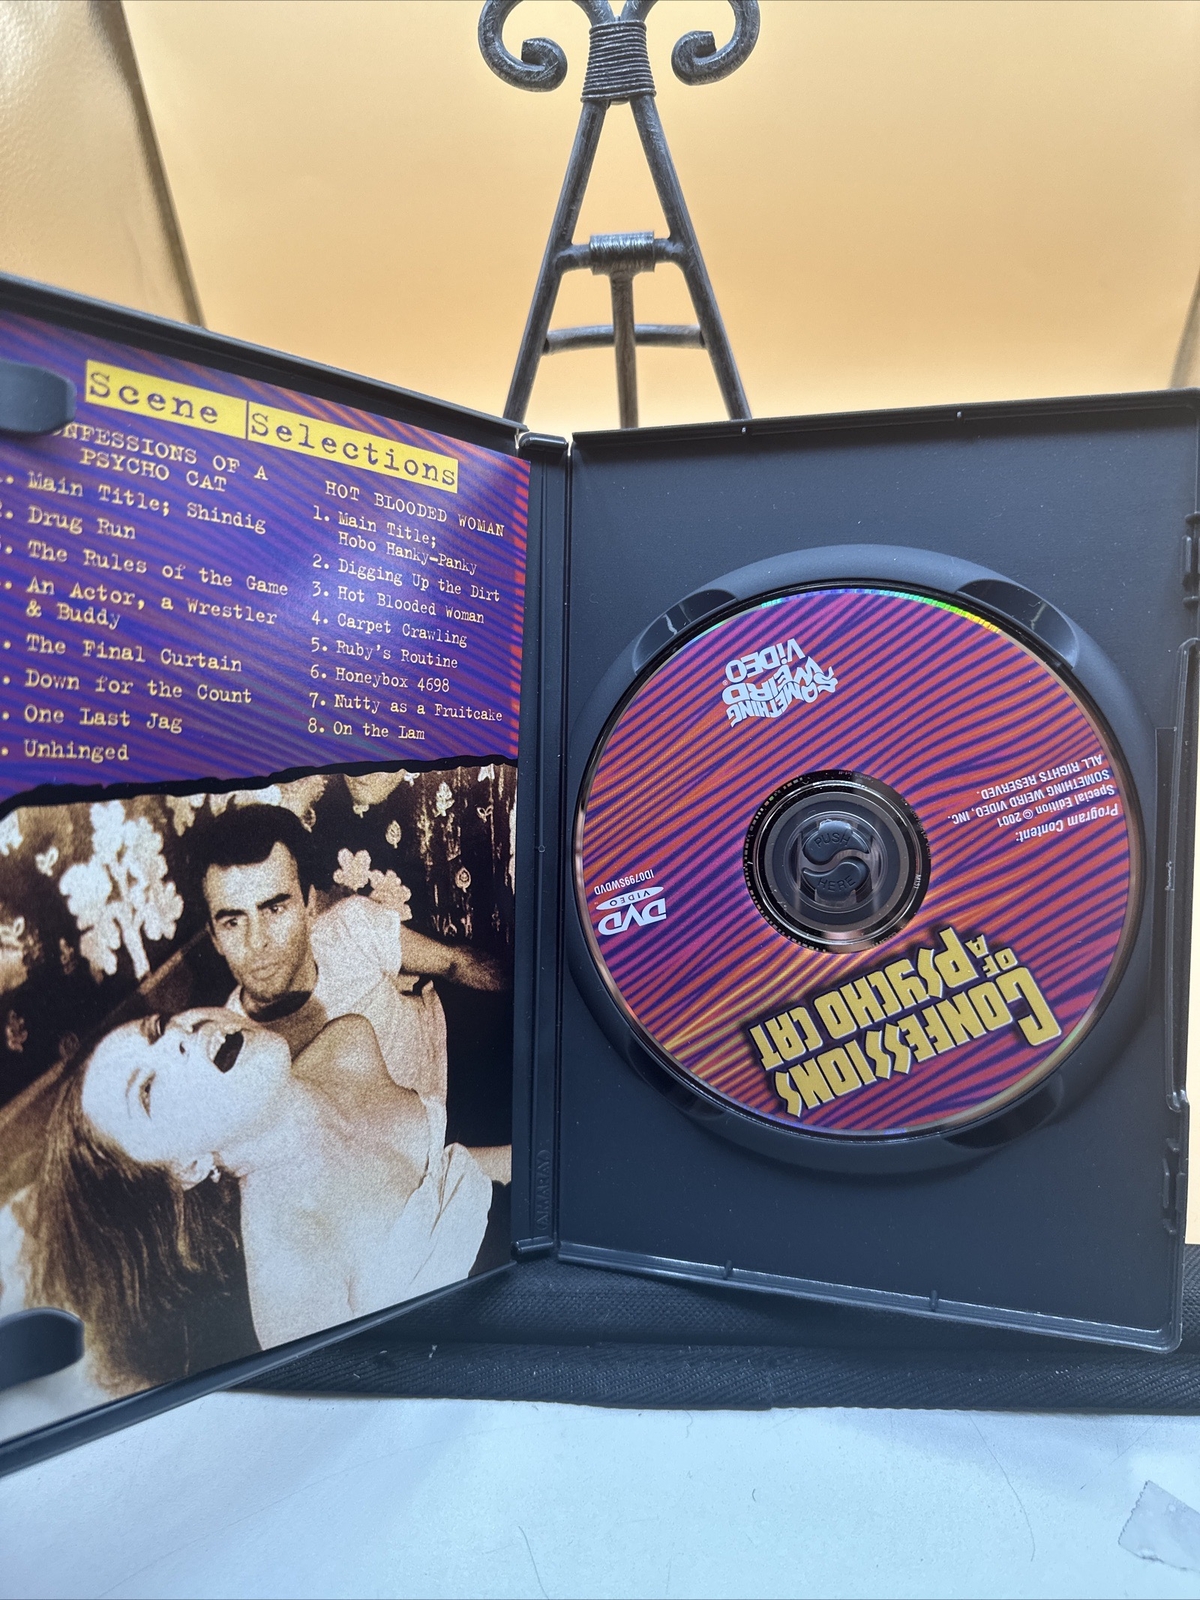 Scene Selections
ONFESSIONS OF A
PSYCHO CAT
. Main Title; Shindig
. Drug Run
. The Rules of the Game
. An Actor, a Wrestler
& Buddy
. The Final Curtain
. Down for the Count
. One Last Jag
. Unhinged
HOT BLOODED WOMAN
1. Main Title;
Hobo Hanky-Panky
2. Digging Up the Dirt
3. Hot Blooded Woman
4. Carpet Crawling
5. Ruby's Routine
6. Honeybox 4698
7. Nutty as a Fruitcake
8. On the Lam
CONFESSIONS
OF A PSYCHO CAT
DVD
VIDEO
ID0799SWDVD
PUSH
HERE
Program Content:
Special Edition © 2001
SOMETHING WEIRD VIDEO, INC.
ALL RIGHTS RESERVED.
SOMETHING
WEIRD
VIDEO
AMARAY